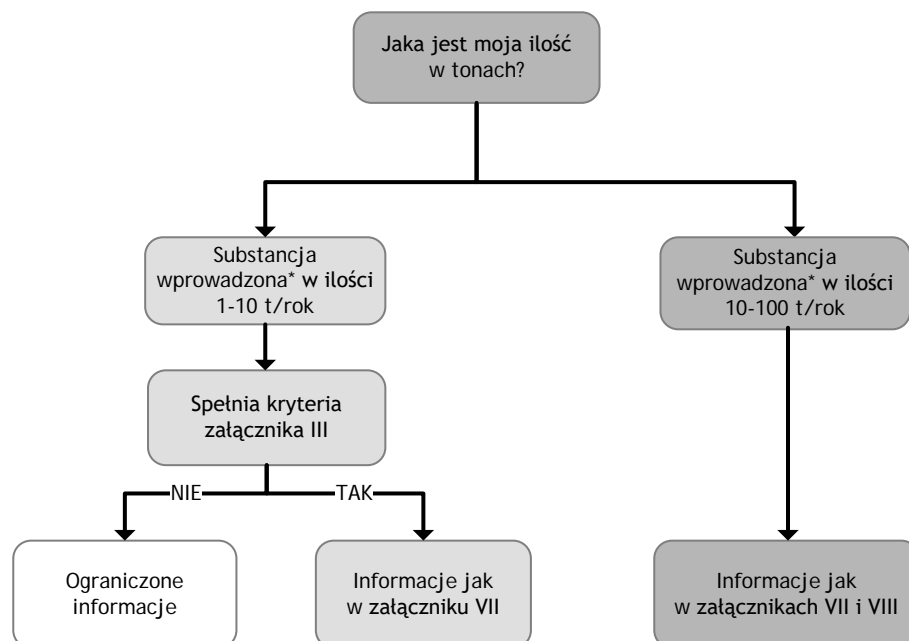 Jaka jest moja ilość
w tonach?
Substancja
wprowadzona* w ilości
1-10 t/rok
Substancja
wprowadzona* w ilości
10-100 t/rok
Spełnia kryteria
załącznika III
NIE
TAK
Ograniczone
informacje
Informacje jak
w załączniku VII
Informacje jak
w załącznikach VII i VIII